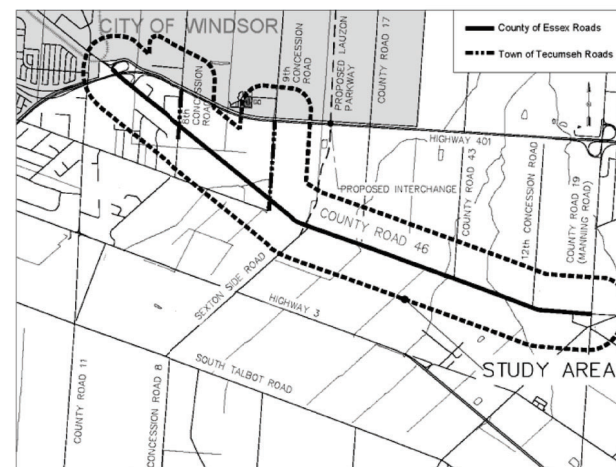 CITY OF WINDSOR
County of Essex Roads
Town of Tecumseh Roads
8th
CONCESSION
ROAD
9th
CONCESSION
ROAD
PROPOSED LAUZON
PARKWAY
COUNTY ROAD 17
HIGHWAY 401
PROPOSED INTERCHANGE
COUNTY ROAD 43
12th CONCESSION ROAD
COUNTY ROAD 19
(MANNING ROAD)
COUNTY ROAD 46
SEXTON SIDE ROAD
HIGHWAY 3
SOUTH TALBOT ROAD
STUDY AREA
COUNTY ROAD 11
CONCESSION ROAD 8